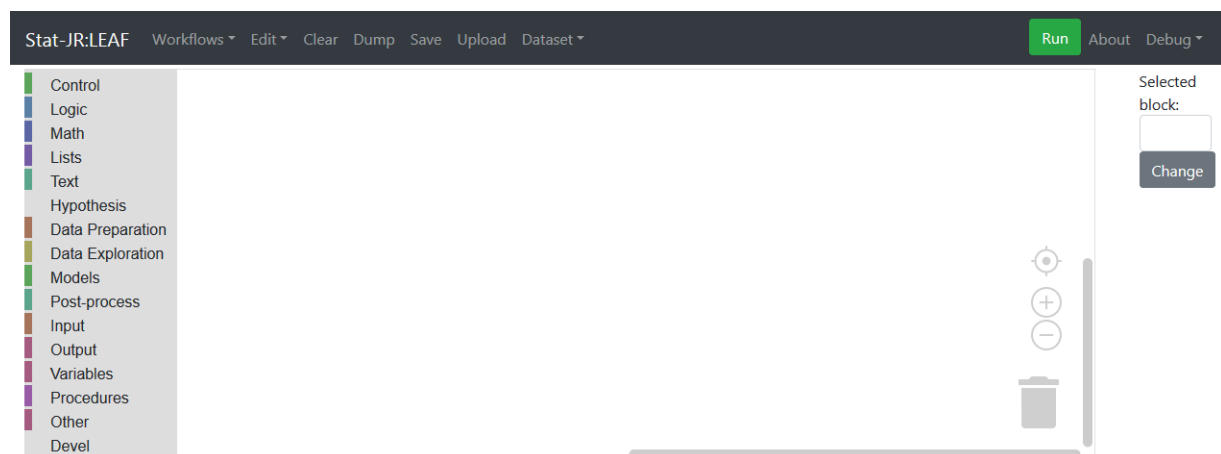 Stat-JR:LEAF Workflows Edit Clear Dump Save Upload Dataset Run About Debug
Control
Logic
Math
Lists
Text
Hypothesis
Data Preparation
Data Exploration
Models
Post-process
Input
Output
Variables
Procedures
Other
Devel
Selected
block:
Change